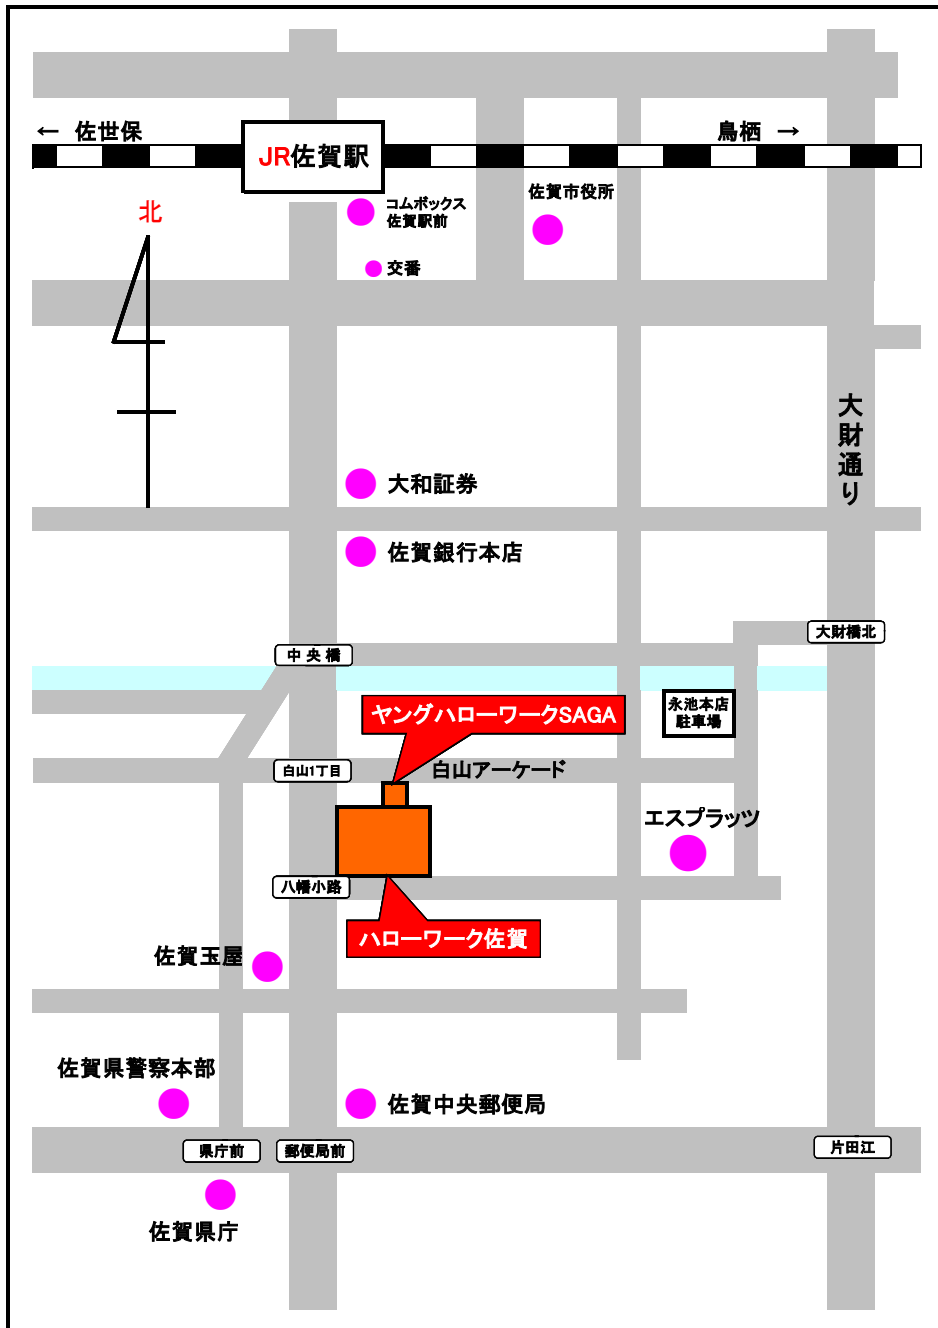 ← 佐世保
鳥栖 →
JR佐賀駅
コムボックス
佐賀駅前
佐賀市役所
北
交番
大財通り
大和証券
佐賀銀行本店
大財橋北
中央橋
永池本店
駐車場
ヤングハローワークSAGA
白山1丁目
白山アーケード
エスプラッツ
八幡小路
ハローワーク佐賀
佐賀玉屋
佐賀県警察本部
佐賀中央郵便局
県庁前
郵便局前
片田江
佐賀県庁